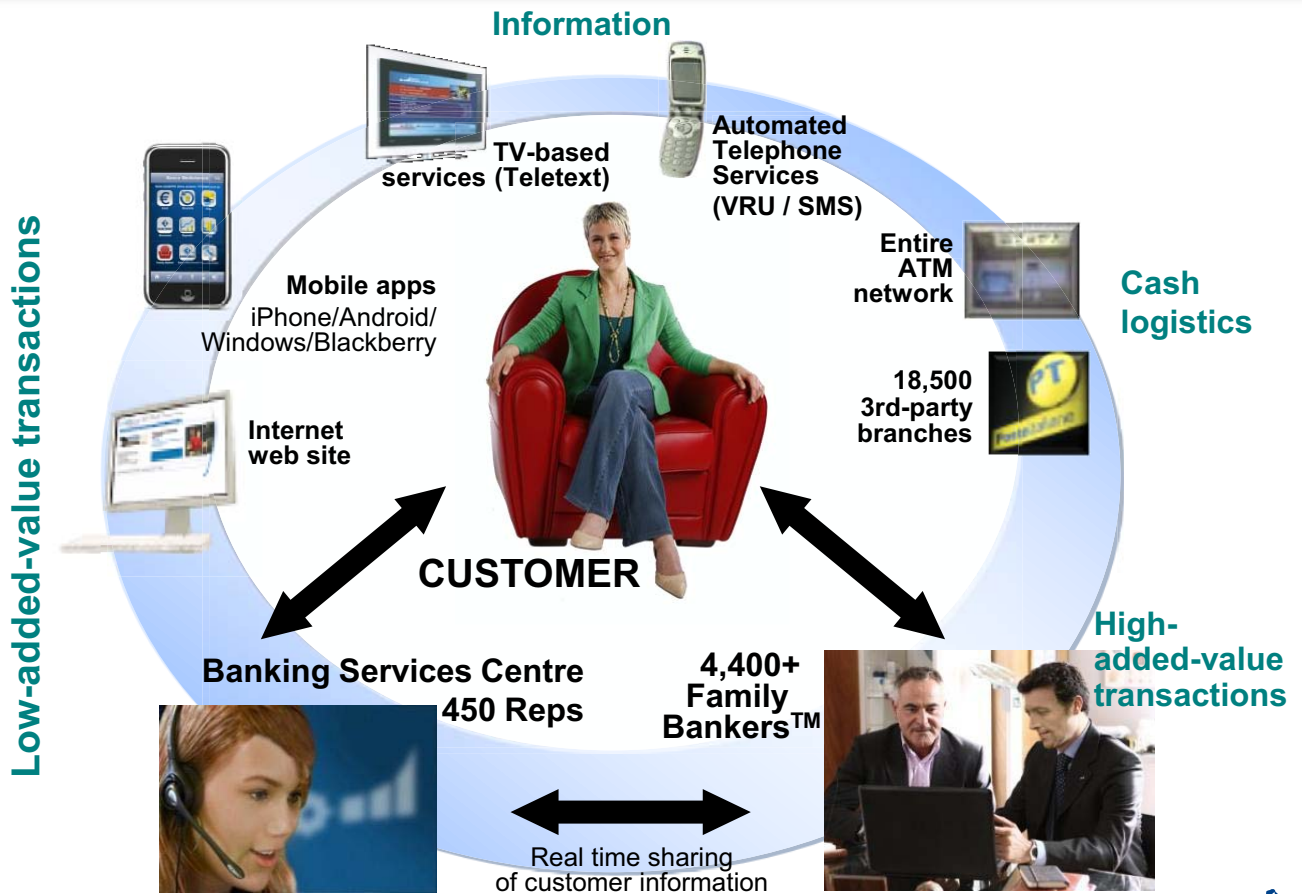 Information
TV-based
services (Teletext)
Automated
Telephone
Services
(VRU / SMS)
Entire
ATM
network
Cash
logistics
Mobile apps
iPhone/Android/
Windows/Blackberry
18,500
3rd-party
branches
PT
Posteitaliane
Internet
web site
Low-added-value transactions
CUSTOMER
High-
added-value
transactions
Banking Services Centre
450 Reps
4,400+
Family
Bankers™
Real time sharing
of customer information